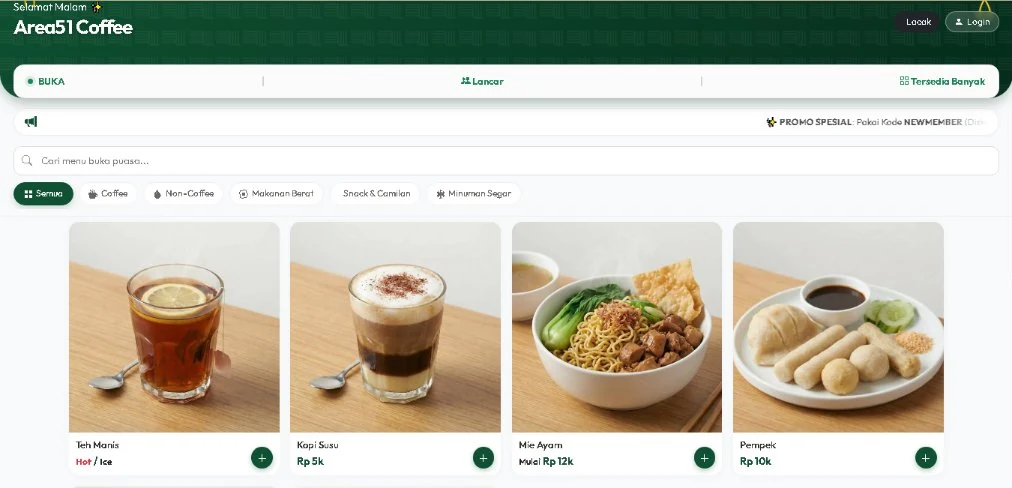 Selamat Malam ✨
Area51 Coffee
Lacak
Login
BUKA | Lancar | Tersedia Banyak
PROMO SPESIAL: Pakai Kode NEWMEMBER
Cari menu buka puasa...
Semua Coffee Non-Coffee Makanan Berat Snack & Camilan Minuman Segar
Teh Manis
Hot / Ice
Kopi Susu
Rp 5k
Mie Ayam
Mulai Rp 12k
Pempek
Rp 10k